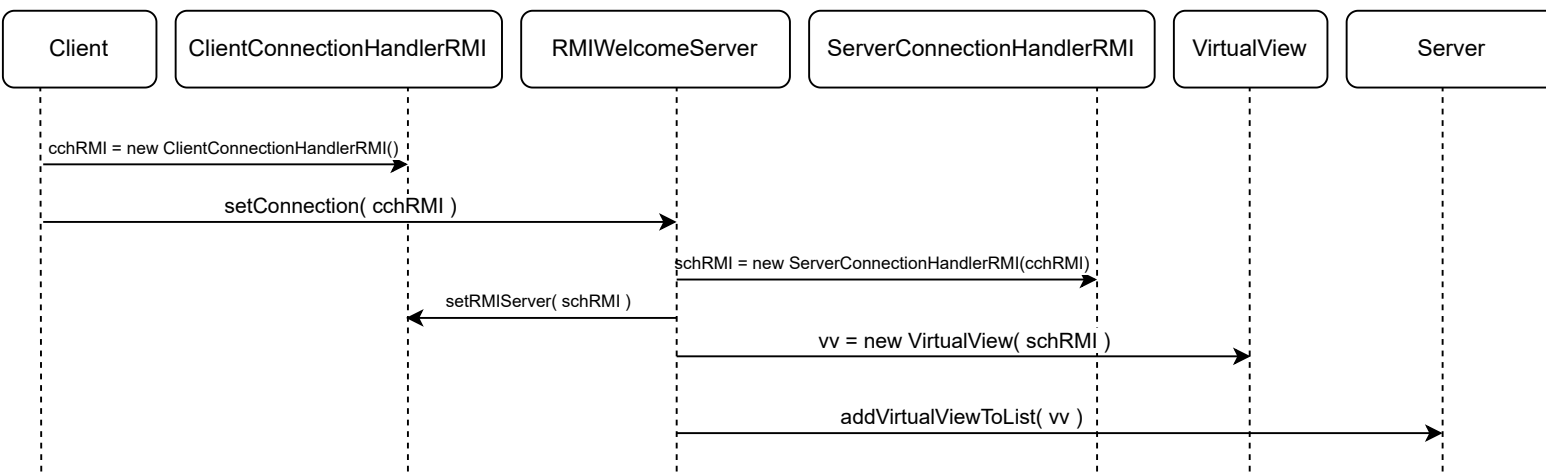 Client
ClientConnectionHandlerRMI
RMIWelcomeServer
ServerConnectionHandlerRMI
VirtualView
Server
cchRMI = new ClientConnectionHandlerRMI()
setConnection( cchRMI )
schRMI = new ServerConnectionHandlerRMI(cchRMI)
setRMIServer( schRMI )
vv = new VirtualView( schRMI )
addVirtualViewToList( vv )